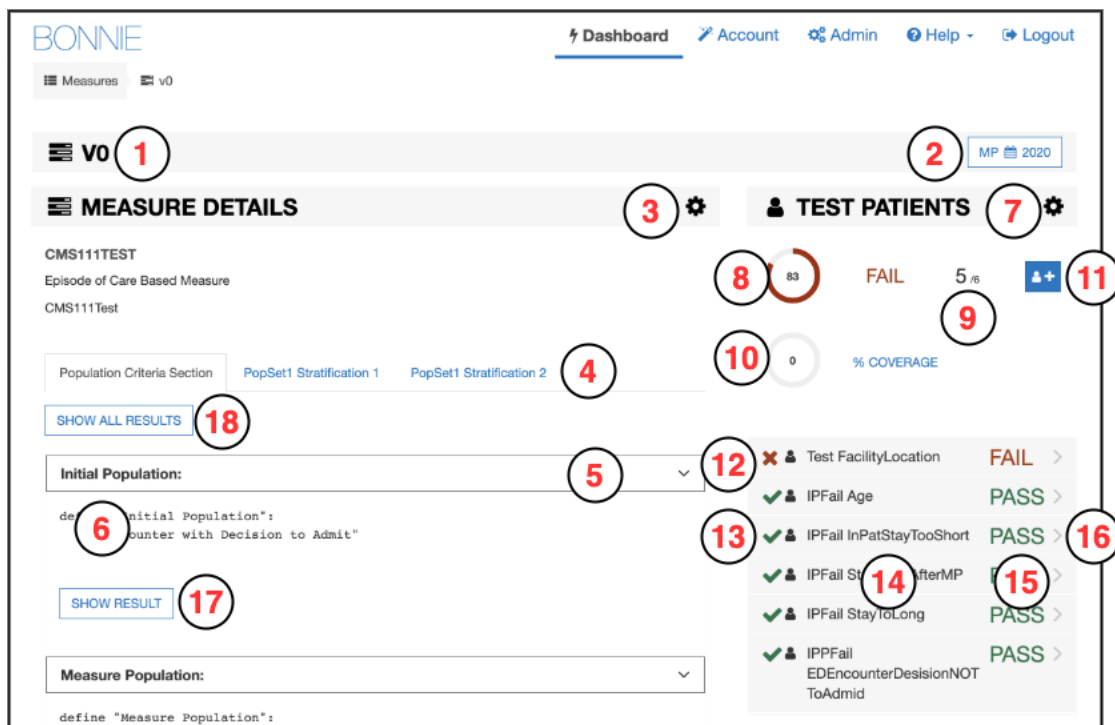 BONNIE
Dashboard Account Admin Help Logout
Measures v0
V0 1 2 MP 2020
MEASURE DETAILS 3
TEST PATIENTS 7
CMS111TEST
Episode of Care Based Measure
CMS111Test
8 83 FAIL 5 /6 11
9
10 0 % COVERAGE
Population Criteria Section PopSet1 Stratification 1 PopSet1 Stratification 2 4
SHOW ALL RESULTS 18
Initial Population: 5
6 Initial Population":
with Decision to Admit"
SHOW RESULT 17
Measure Population:
define "Measure Population":
12 Test FacilityLocation FAIL
IPFail Age PASS
13 IPFail InPatStayTooShort PASS 16
IPFail 14 AfterMP 15
IPFail StayToLong PASS
IPPFail PASS
EDEncounterDesisionNOT
ToAdmid